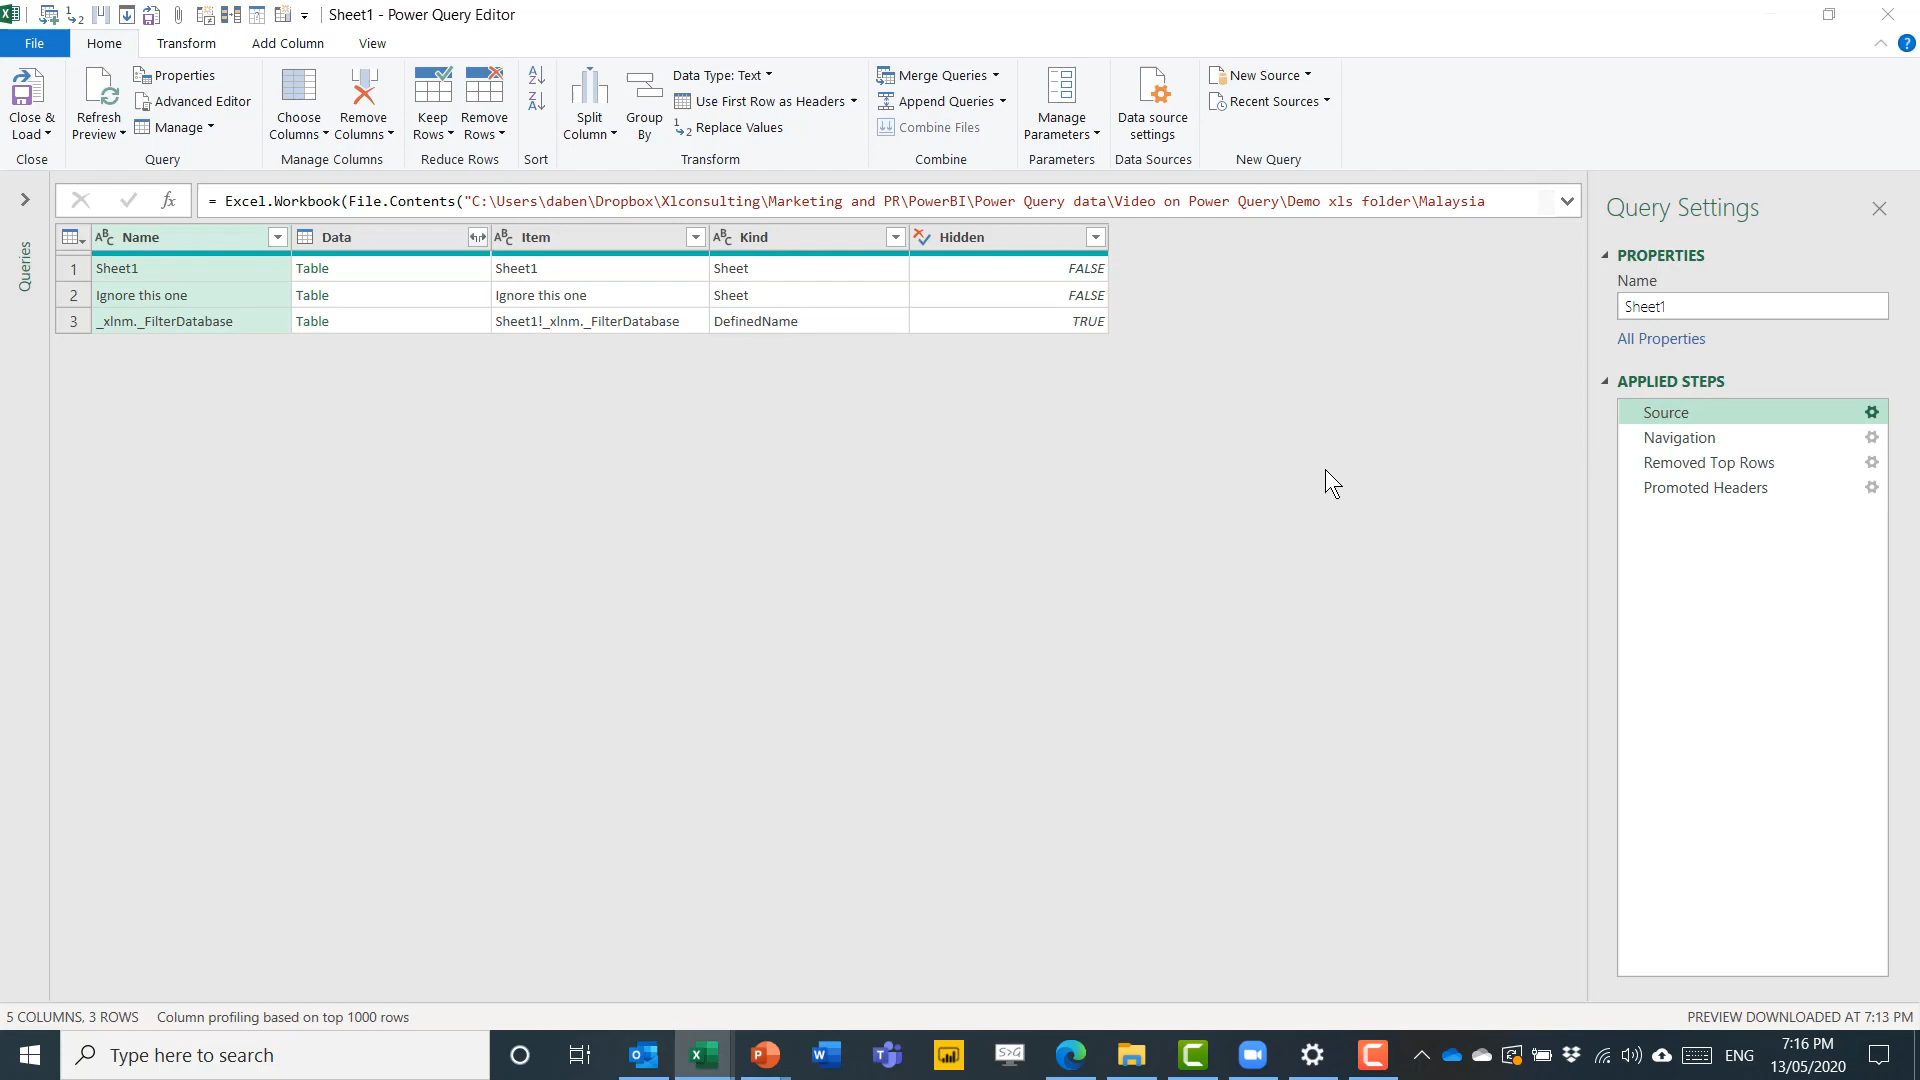 Sheet1 - Power Query Editor
File Home Transform Add Column View
Close & Load
Close
Refresh Preview
Properties
Advanced Editor
Manage
Query
Choose Columns
Remove Columns
Manage Columns
Keep Rows
Remove Rows
Reduce Rows
Sort
Split Column
Group By
Data Type: Text
Use First Row as Headers
Replace Values
Transform
Merge Queries
Append Queries
Combine Files
Combine
Manage Parameters
Parameters
Data source settings
Data Sources
New Source
Recent Sources
New Query
= Excel.Workbook(File.Contents("C:\Users\daben\Dropbox\Xlconsulting\Marketing and PR\PowerBI\Power Query data\Video on Power Query\Demo xls folder\Malaysia
Queries
Name Data Item Kind Hidden
1 Sheet1 Table Sheet1 Sheet FALSE
2 Ignore this one Table Ignore this one Sheet FALSE
3 _xlnm._FilterDatabase Table Sheet1!_xlnm._FilterDatabase DefinedName TRUE
Query Settings
PROPERTIES
Name
Sheet1
All Properties
APPLIED STEPS
Source
Navigation
Removed Top Rows
Promoted Headers
5 COLUMNS, 3 ROWS Column profiling based on top 1000 rows
PREVIEW DOWNLOADED AT 7:13 PM
Type here to search
ENG
7:16 PM
13/05/2020